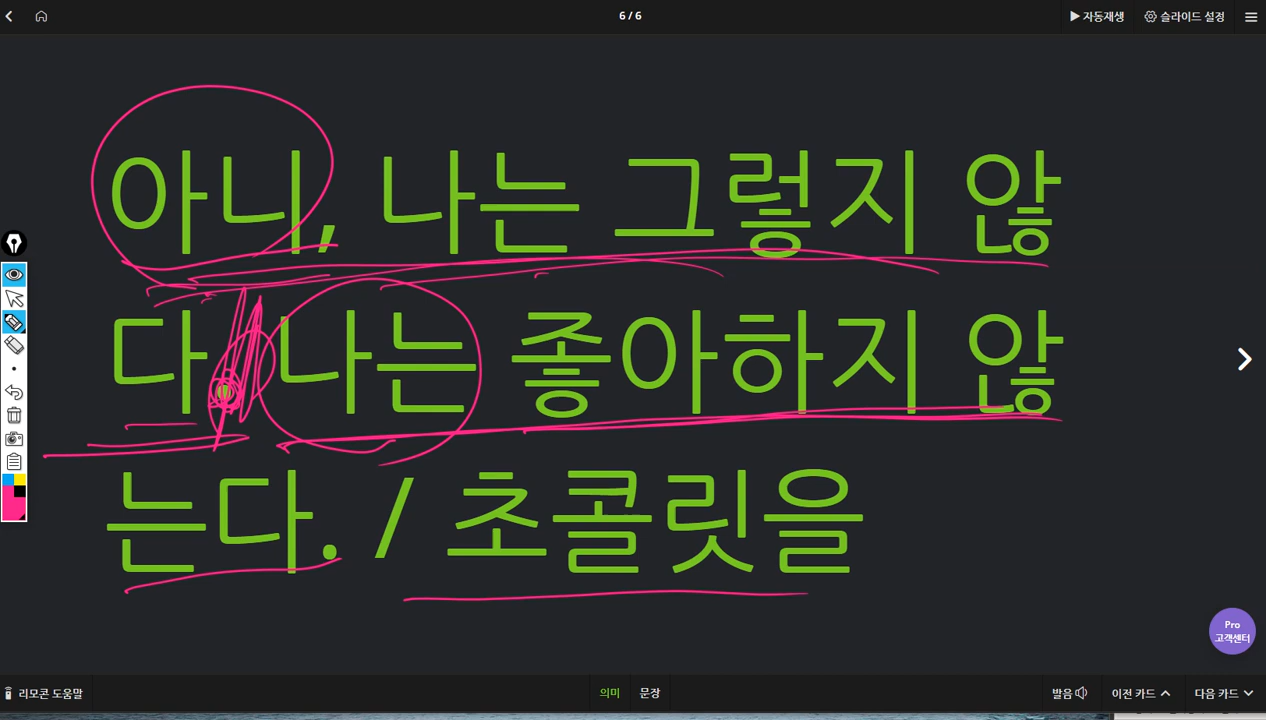 6 / 6
자동재생
슬라이드 설정
아니, 나는 그렇지 않
다. 나는 좋아하지 않
는다. / 초콜릿을
Pro
고객센터
리모콘 도움말
의미
문장
발음
이전 카드
다음 카드